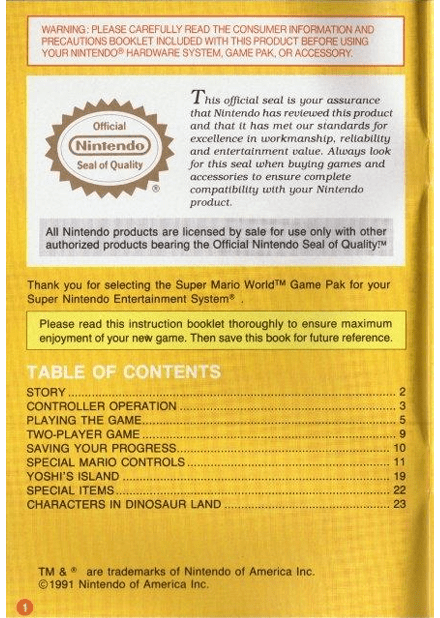 WARNING: PLEASE CAREFULLY READ THE CONSUMER INFORMATION AND
PRECAUTIONS BOOKLET INCLUDED WITH THIS PRODUCT BEFORE USING
YOUR NINTENDO® HARDWARE SYSTEM, GAME PAK, OR ACCESSORY.
Official
Nintendo
Seal of Quality
®
This official seal is your assurance
that Nintendo has reviewed this product
and that it has met our standards for
excellence in workmanship, reliability
and entertainment value. Always look
for this seal when buying games and
accessories to ensure complete
compatibility with your Nintendo
product.
All Nintendo products are licensed by sale for use only with other
authorized products bearing the Official Nintendo Seal of Quality™
Thank you for selecting the Super Mario World™ Game Pak for your
Super Nintendo Entertainment System® .
Please read this instruction booklet thoroughly to ensure maximum
enjoyment of your new game. Then save this book for future reference.
TABLE OF CONTENTS
STORY ........ 2
CONTROLLER OPERATION ........ 3
PLAYING THE GAME ........ 5
TWO-PLAYER GAME ........ 9
SAVING YOUR PROGRESS ........ 10
SPECIAL MARIO CONTROLS ........ 11
YOSHI'S ISLAND ........ 19
SPECIAL ITEMS ........ 22
CHARACTERS IN DINOSAUR LAND ........ 23
TM & ® are trademarks of Nintendo of America Inc.
©1991 Nintendo of America Inc.
1